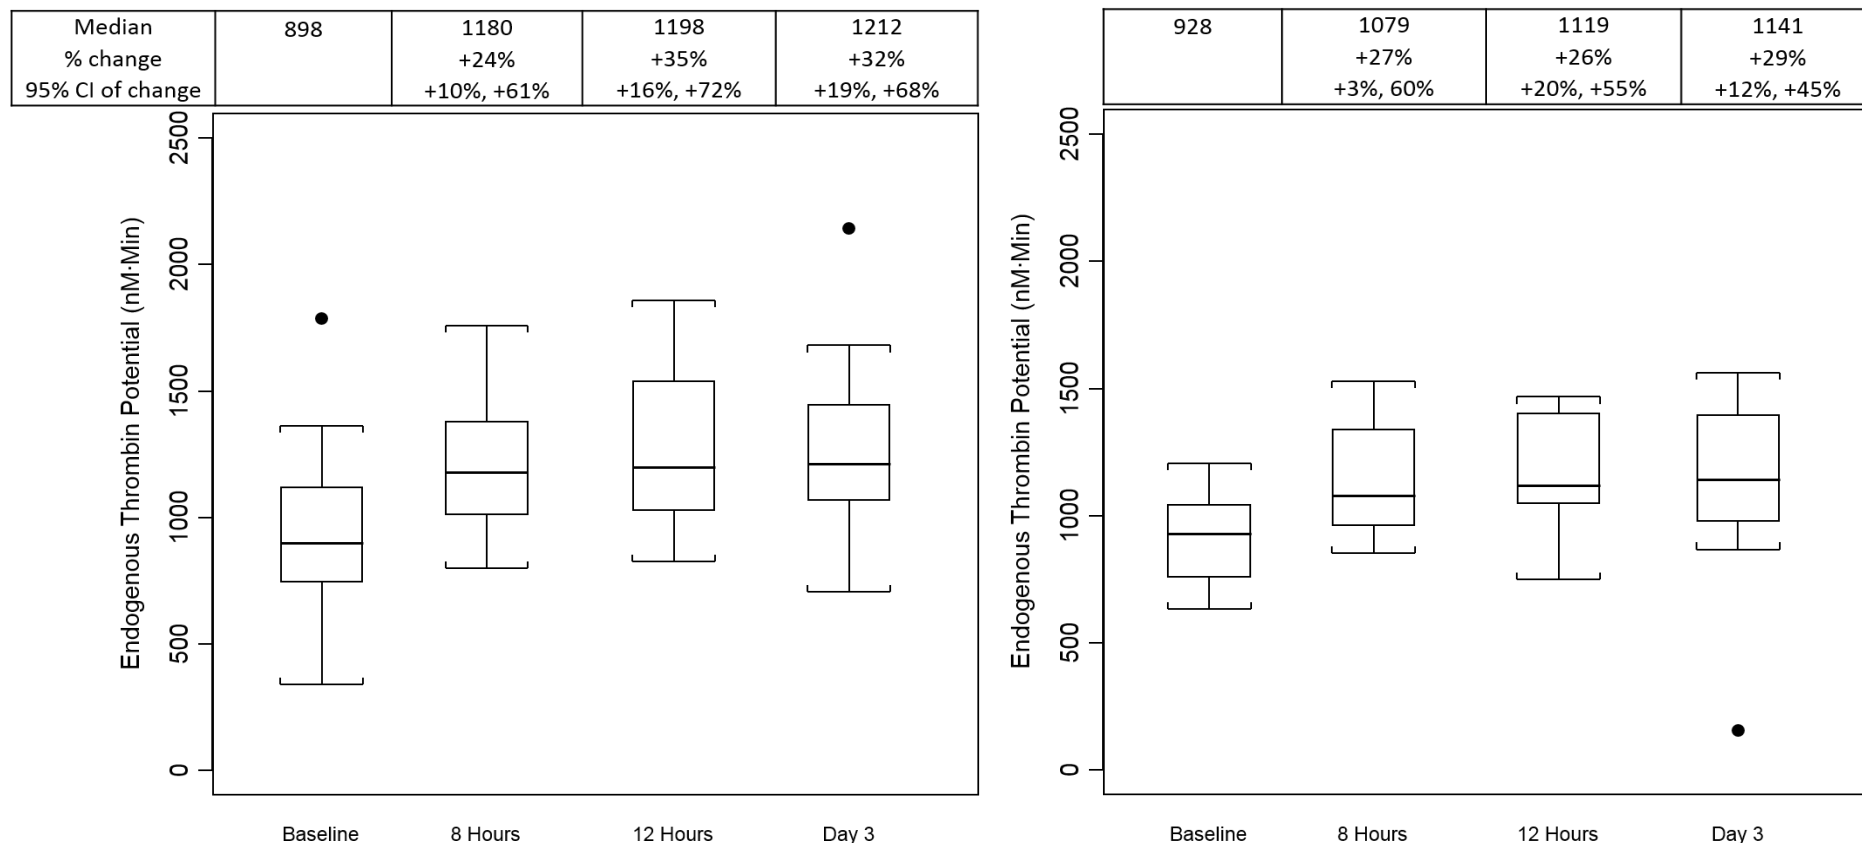 Median 898 1180 1198 1212
% change +24% +35% +32%
95% CI of change +10%, +61% +16%, +72% +19%, +68%
Endogenous Thrombin Potential (nM·Min)
2500
2000
1500
1000
500
0
Baseline 8 Hours 12 Hours Day 3
928 1079 1119 1141
+27% +26% +29%
+3%, 60% +20%, +55% +12%, +45%
Endogenous Thrombin Potential (nM·Min)
2500
2000
1500
1000
500
0
Baseline 8 Hours 12 Hours Day 3